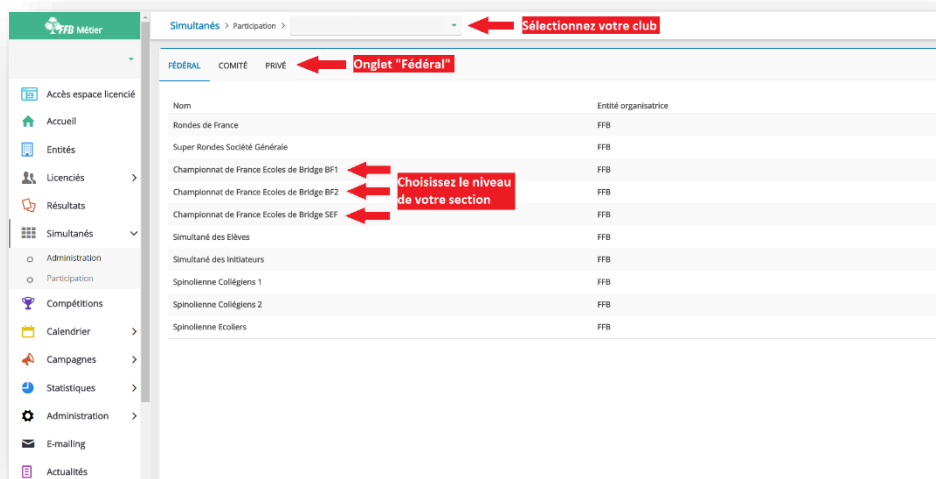 FFB Métier
Simultanés > Participation >
Sélectionnez votre club
FÉDÉRAL COMITÉ PRIVÉ
Onglet "Fédéral"
Accès espace licencié
Accueil
Entités
Licenciés
Résultats
Simultanés
Administration
Participation
Compétitions
Calendrier
Campagnes
Statistiques
Administration
E-mailing
Actualités
Nom Entité organisatrice
Rondes de France FFB
Super Rondes Société Générale FFB
Championnat de France Ecoles de Bridge BF1 FFB
Championnat de France Ecoles de Bridge BF2 FFB
Championnat de France Ecoles de Bridge SEF FFB
Choisissez le niveau
de votre section
Simultané des Elèves FFB
Simultané des Initiateurs FFB
Spinolienne Collégiens 1 FFB
Spinolienne Collégiens 2 FFB
Spinolienne Ecoliers FFB